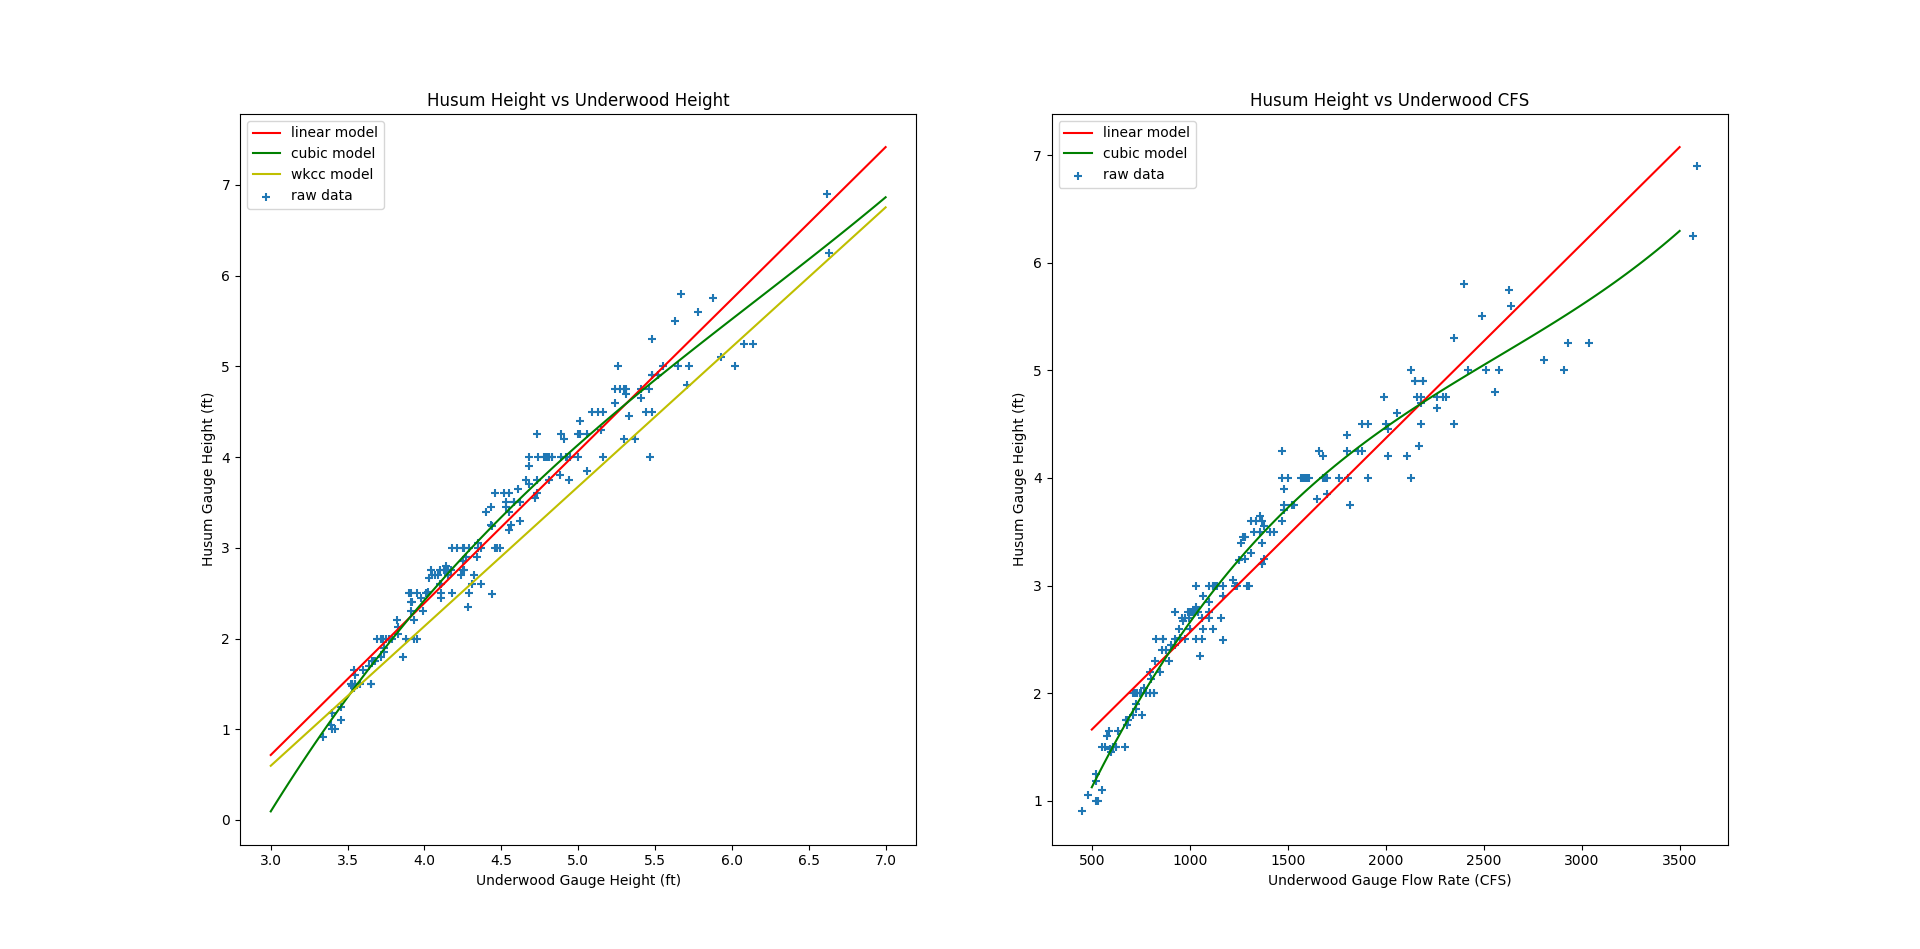 Husum Height vs Underwood Height
linear model
cubic model
wkcc model
raw data
7
6
5
4
3
2
1
0
Husum Gauge Height (ft)
3.0 3.5 4.0 4.5 5.0 5.5 6.0 6.5 7.0
Underwood Gauge Height (ft)
Husum Height vs Underwood CFS
linear model
cubic model
raw data
7
6
5
4
3
2
1
Husum Gauge Height (ft)
500 1000 1500 2000 2500 3000 3500
Underwood Gauge Flow Rate (CFS)